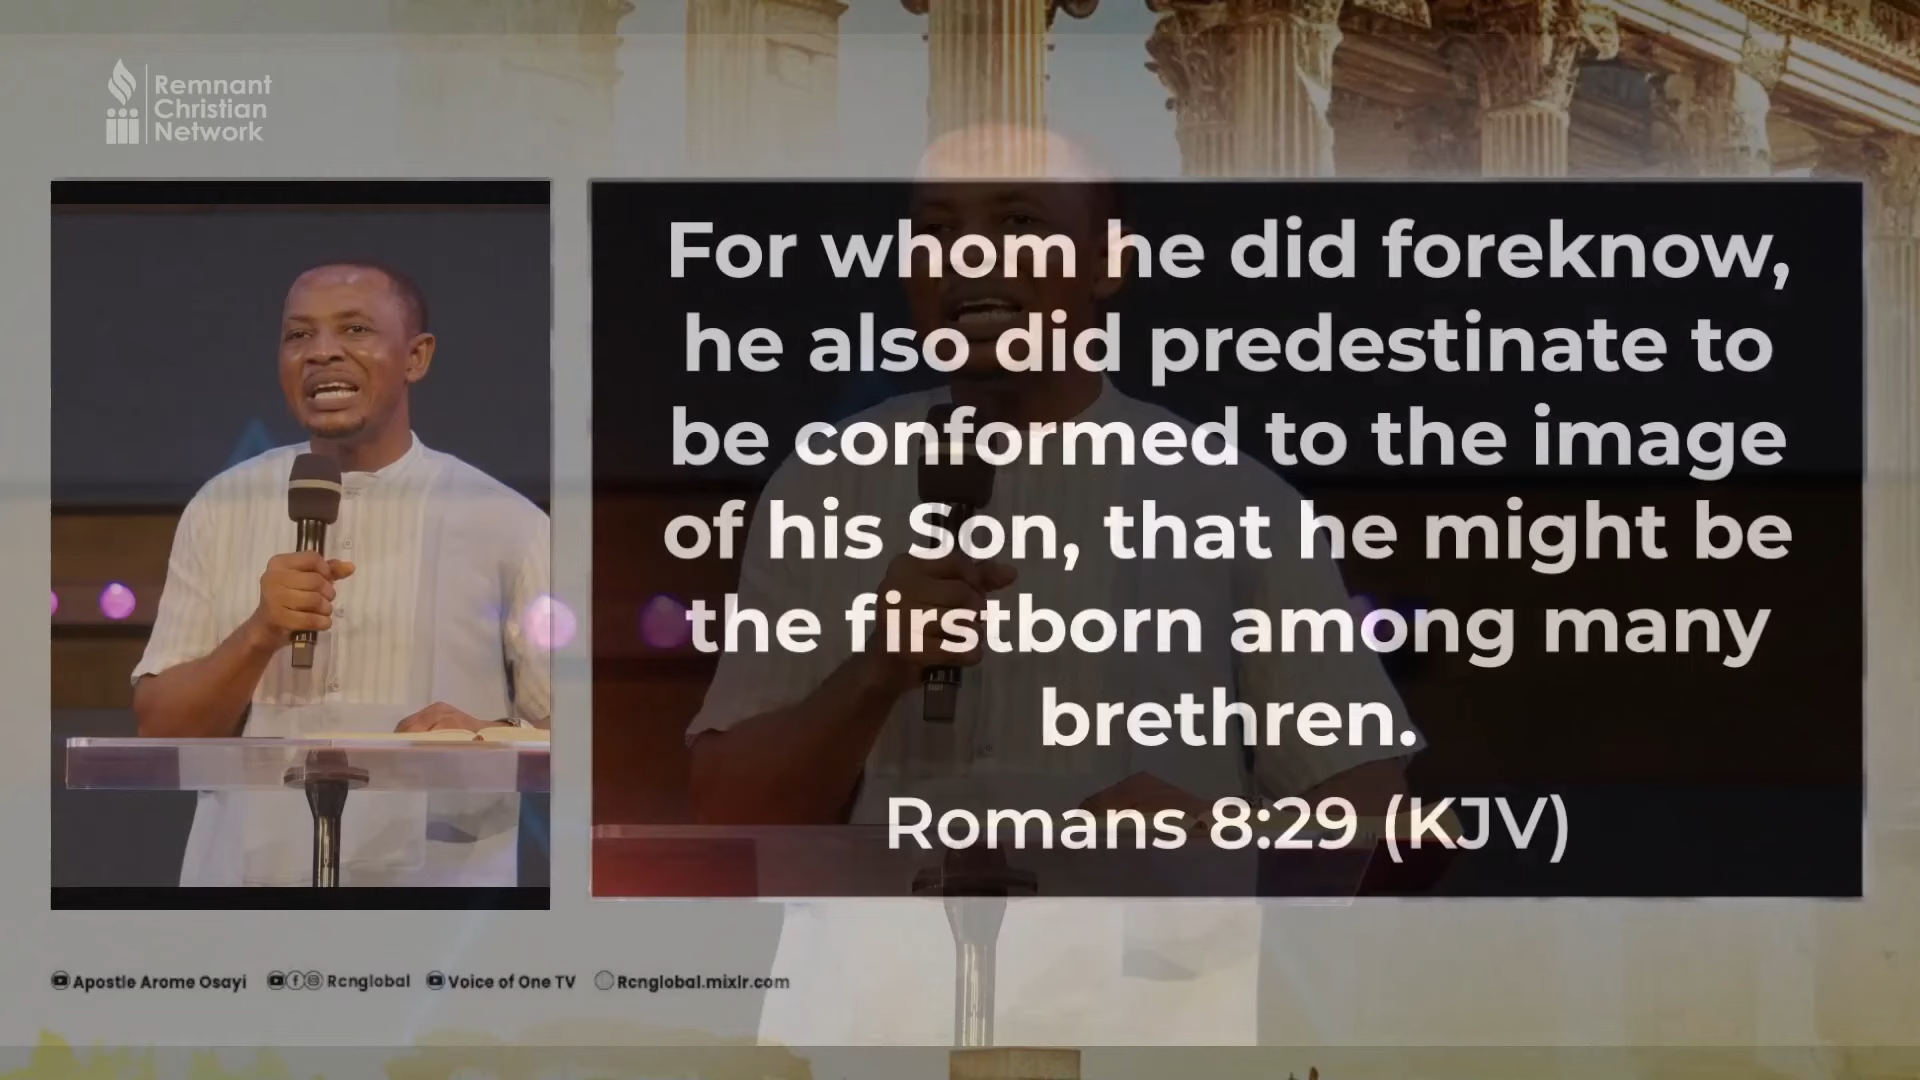 Remnant
Christian
Network
For whom he did foreknow,
he also did predestinate to
be conformed to the image
of his Son, that he might be
the firstborn among many
brethren.
Romans 8:29 (KJV)
Apostle Arome Osayi Rcnglobal Voice of One TV Rcnglobal.mixlr.com